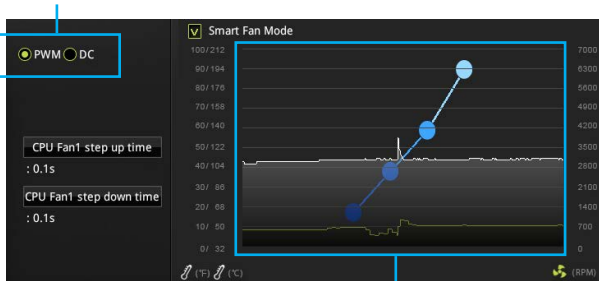 V Smart Fan Mode
PWM DC
100/212 7000
90/194 6300
80/176 5600
70/158 4900
60/140 4200
50/122 3500
40/104 2800
30/ 86 2100
20/ 68 1400
10/ 50 700
0/ 32 0
CPU Fan1 step up time
: 0.1s
CPU Fan1 step down time
: 0.1s
(°F) (°C) (RPM)